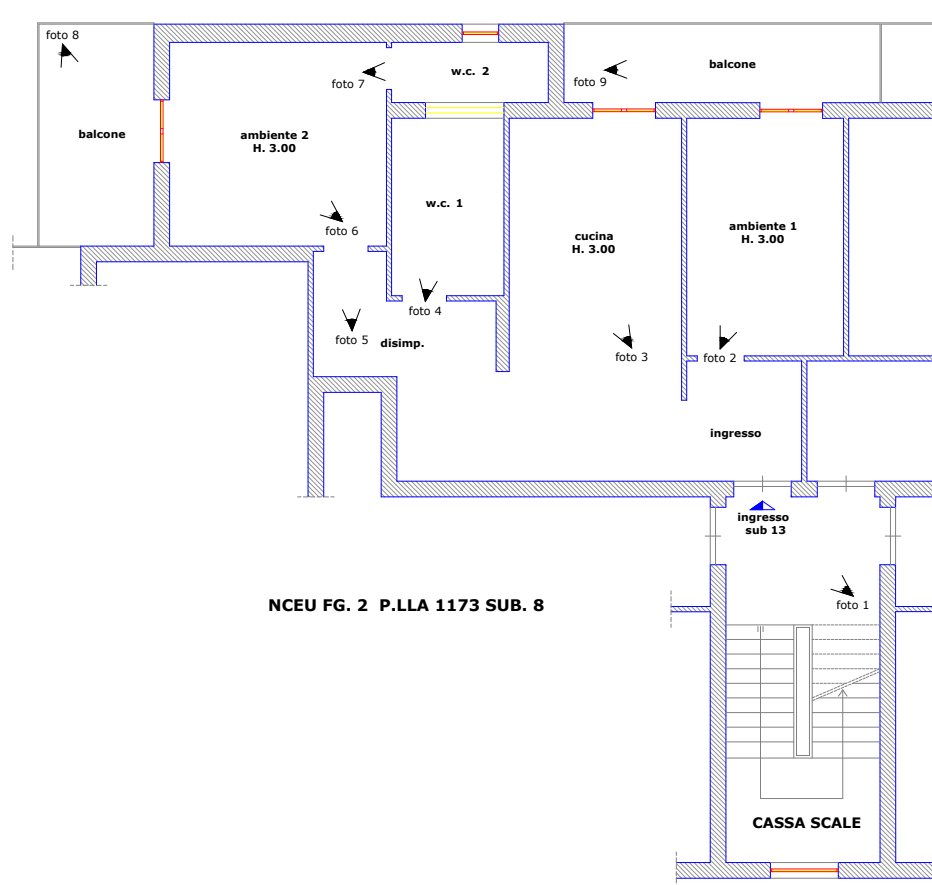 foto 8
balcone
foto 7
w.c. 2
foto 9
balcone
ambiente 2
H. 3.00
balcone
w.c. 1
foto 6
cucina
H. 3.00
ambiente 1
H. 3.00
foto 4
foto 5
disimp.
foto 3
foto 2
ingresso
ingresso
sub 13
NCEU FG. 2 P.LLA 1173 SUB. 8
foto 1
CASSA SCALE